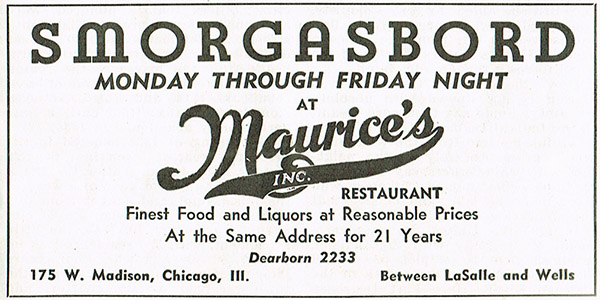 SMORGASBORD
MONDAY THROUGH FRIDAY NIGHT
AT
Maurice's
INC.
RESTAURANT
Finest Food and Liquors at Reasonable Prices
At the Same Address for 21 Years
Dearborn 2233
175 W. Madison, Chicago, Ill. Between LaSalle and Wells